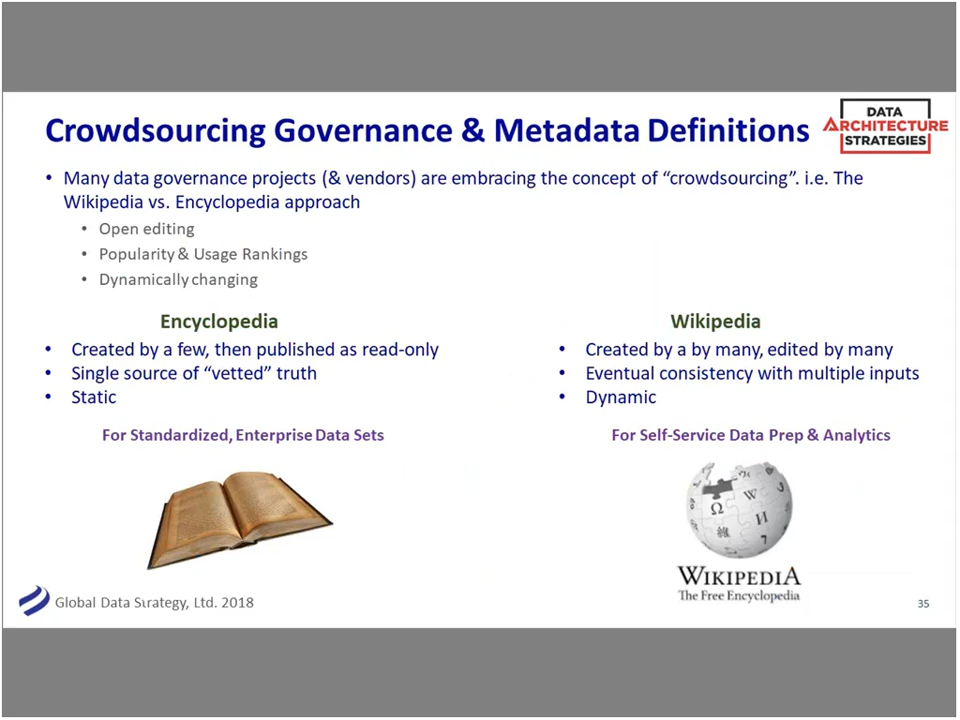 Crowdsourcing Governance & Metadata Definitions
DATA
ARCHITECTURE
STRATEGIES
• Many data governance projects (& vendors) are embracing the concept of “crowdsourcing”. i.e. The
Wikipedia vs. Encyclopedia approach
• Open editing
• Popularity & Usage Rankings
• Dynamically changing
Encyclopedia
• Created by a few, then published as read-only
• Single source of “vetted” truth
• Static
For Standardized, Enterprise Data Sets
Wikipedia
• Created by a by many, edited by many
• Eventual consistency with multiple inputs
• Dynamic
For Self-Service Data Prep & Analytics
Ω W И 維 7
WIKIPEDIA
The Free Encyclopedia
Global Data Strategy, Ltd. 2018
35